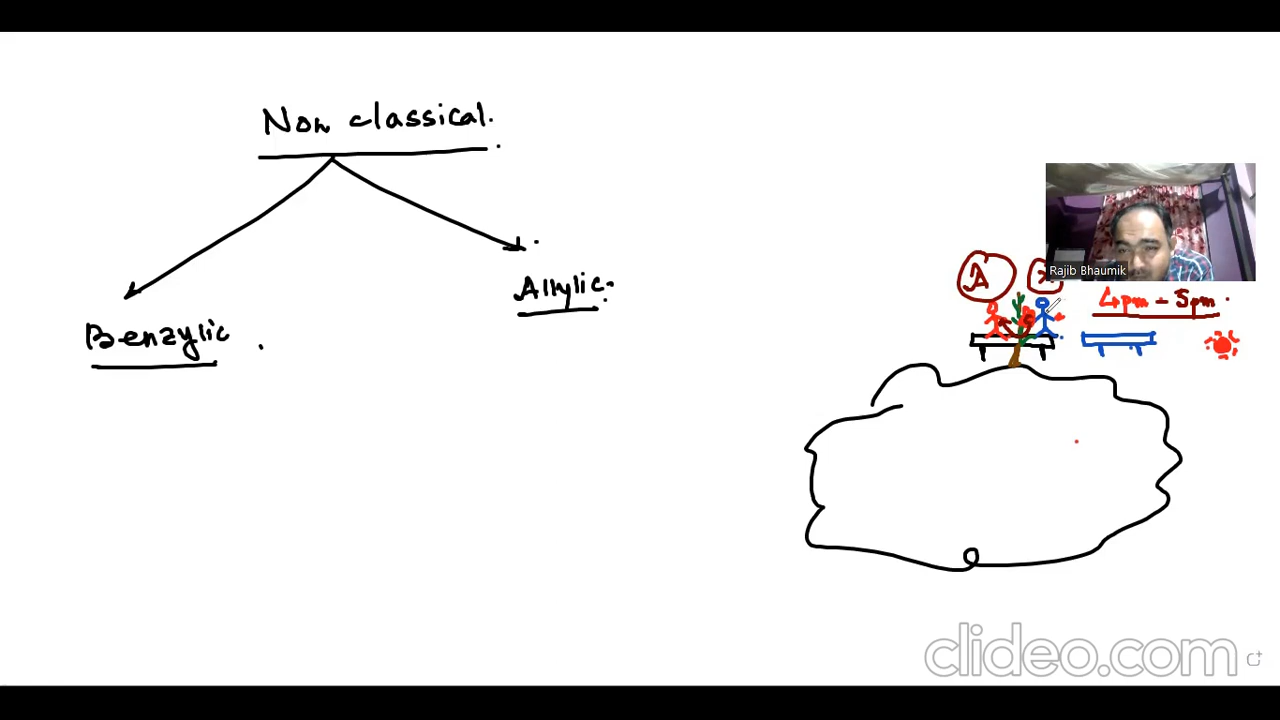 Non classical.
Benzylic
Allylic
A
Rajib Bhaumik
4pm - 5pm
clideo.com